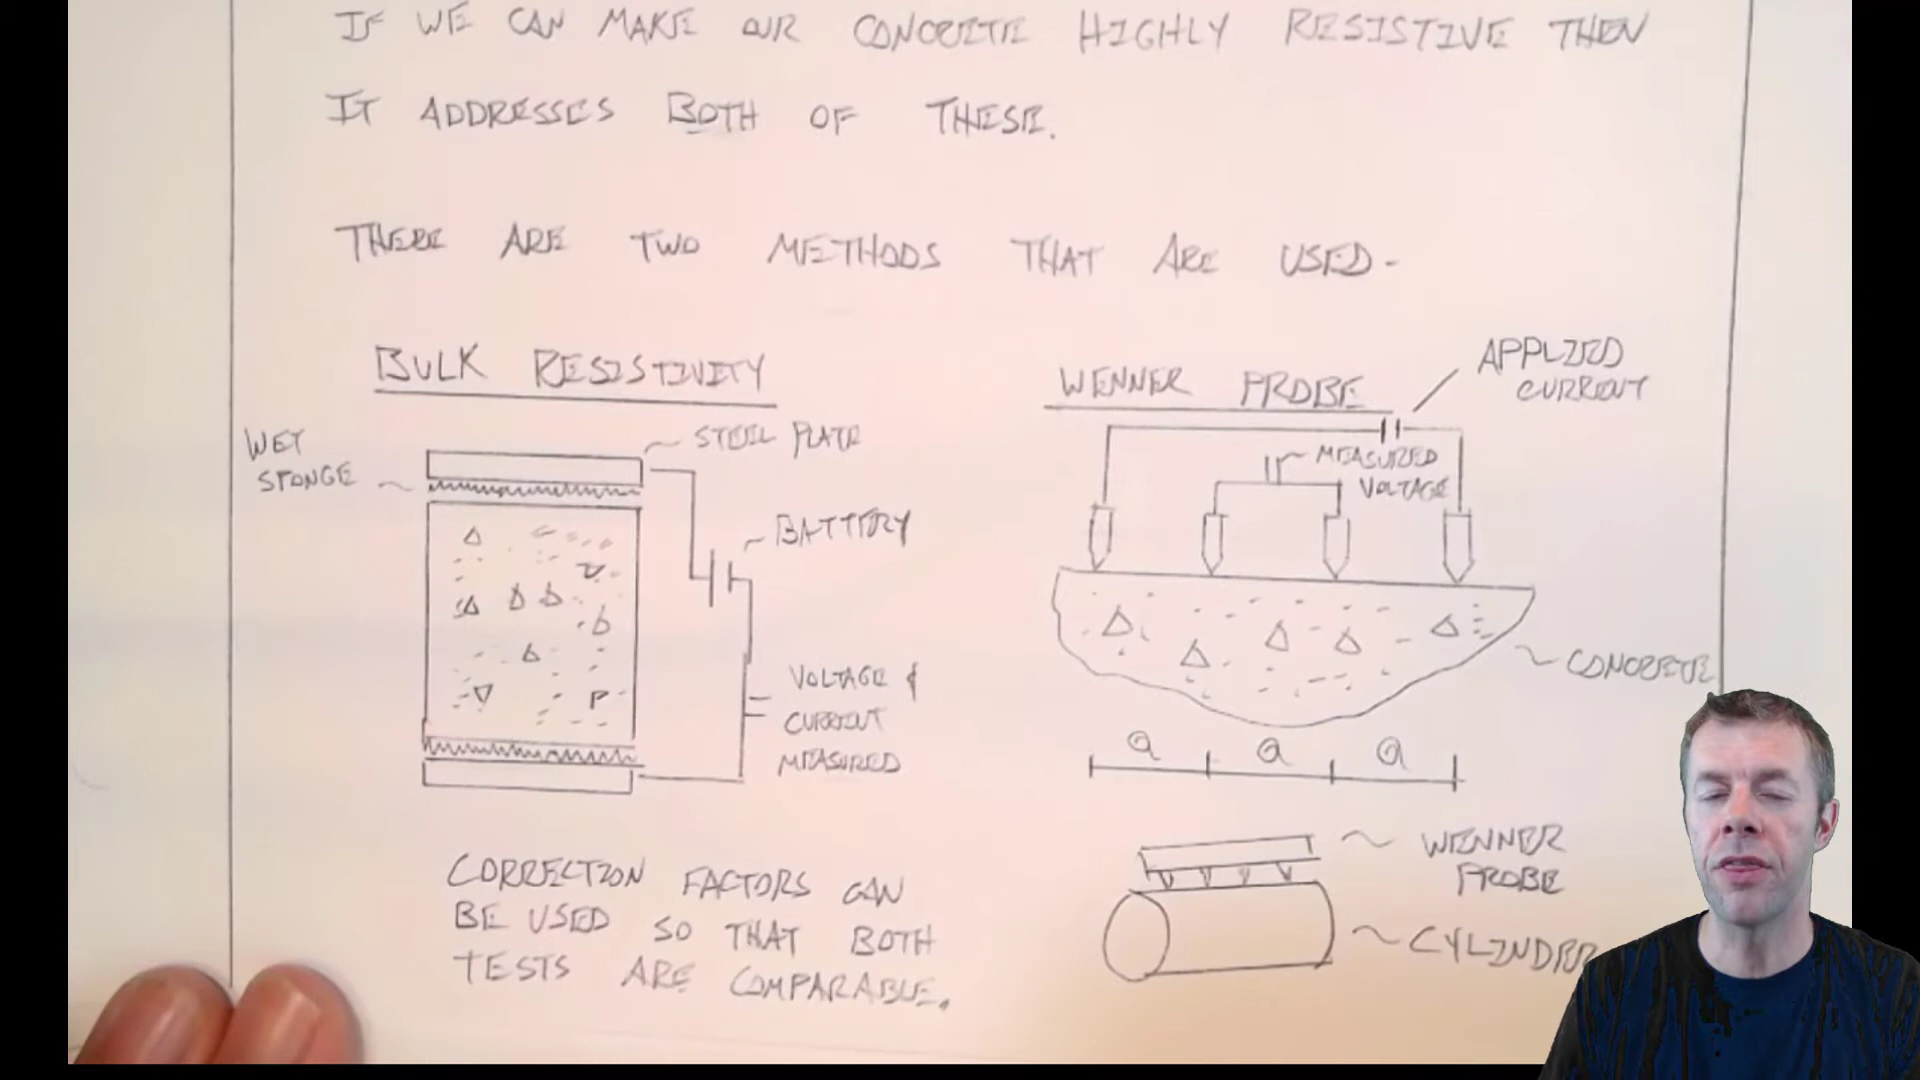 IF WE CAN MAKE OUR CONCRETE HIGHLY RESISTIVE THEN
IT ADDRESSES BOTH OF THESE.
THERE ARE TWO METHODS THAT ARE USED-
BULK RESISTIVITY
WET
SPONGE
STEEL PLATE
BATTERY
VOLTAGE &
CURRENT
MEASURED
CORRECTION FACTORS CAN
BE USED SO THAT BOTH
TESTS ARE COMPARABLE.
WENNER PROBE
APPLIED
CURRENT
MEASURED
VOLTAGE
CONCRETE
a a a
WENNER
PROBE
CYLINDER